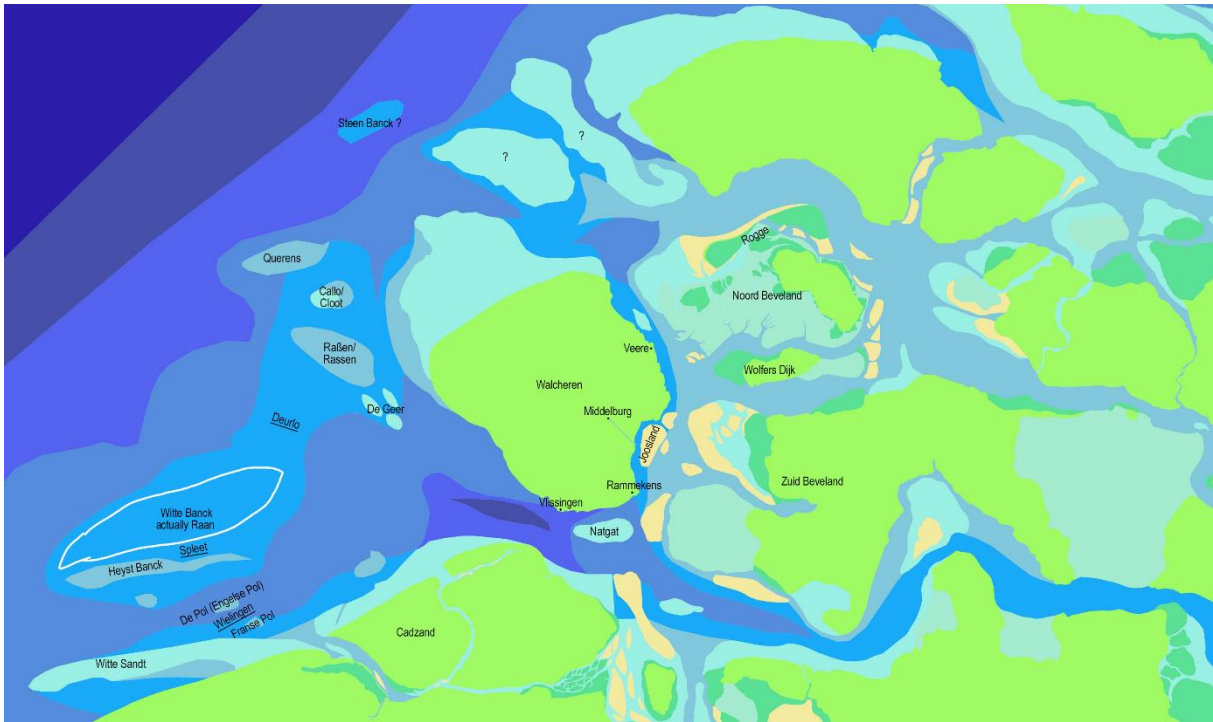 Steen Banck ?
?
?
Querens
Callo/
Cloot
Raßen/
Rassen
De Geer
Deurlo
Witte Banck
actually Raan
Spleet
Heyst Banck
De Pol (Engelse Pol)
Wielingen
Franse Pol
Witte Sandt
Cadzand
Walcheren
Veere
Middelburg
Joosland
Rammekens
Vlissingen
Natgat
Rogge
Noord Beveland
Wolfers Dijk
Zuid Beveland